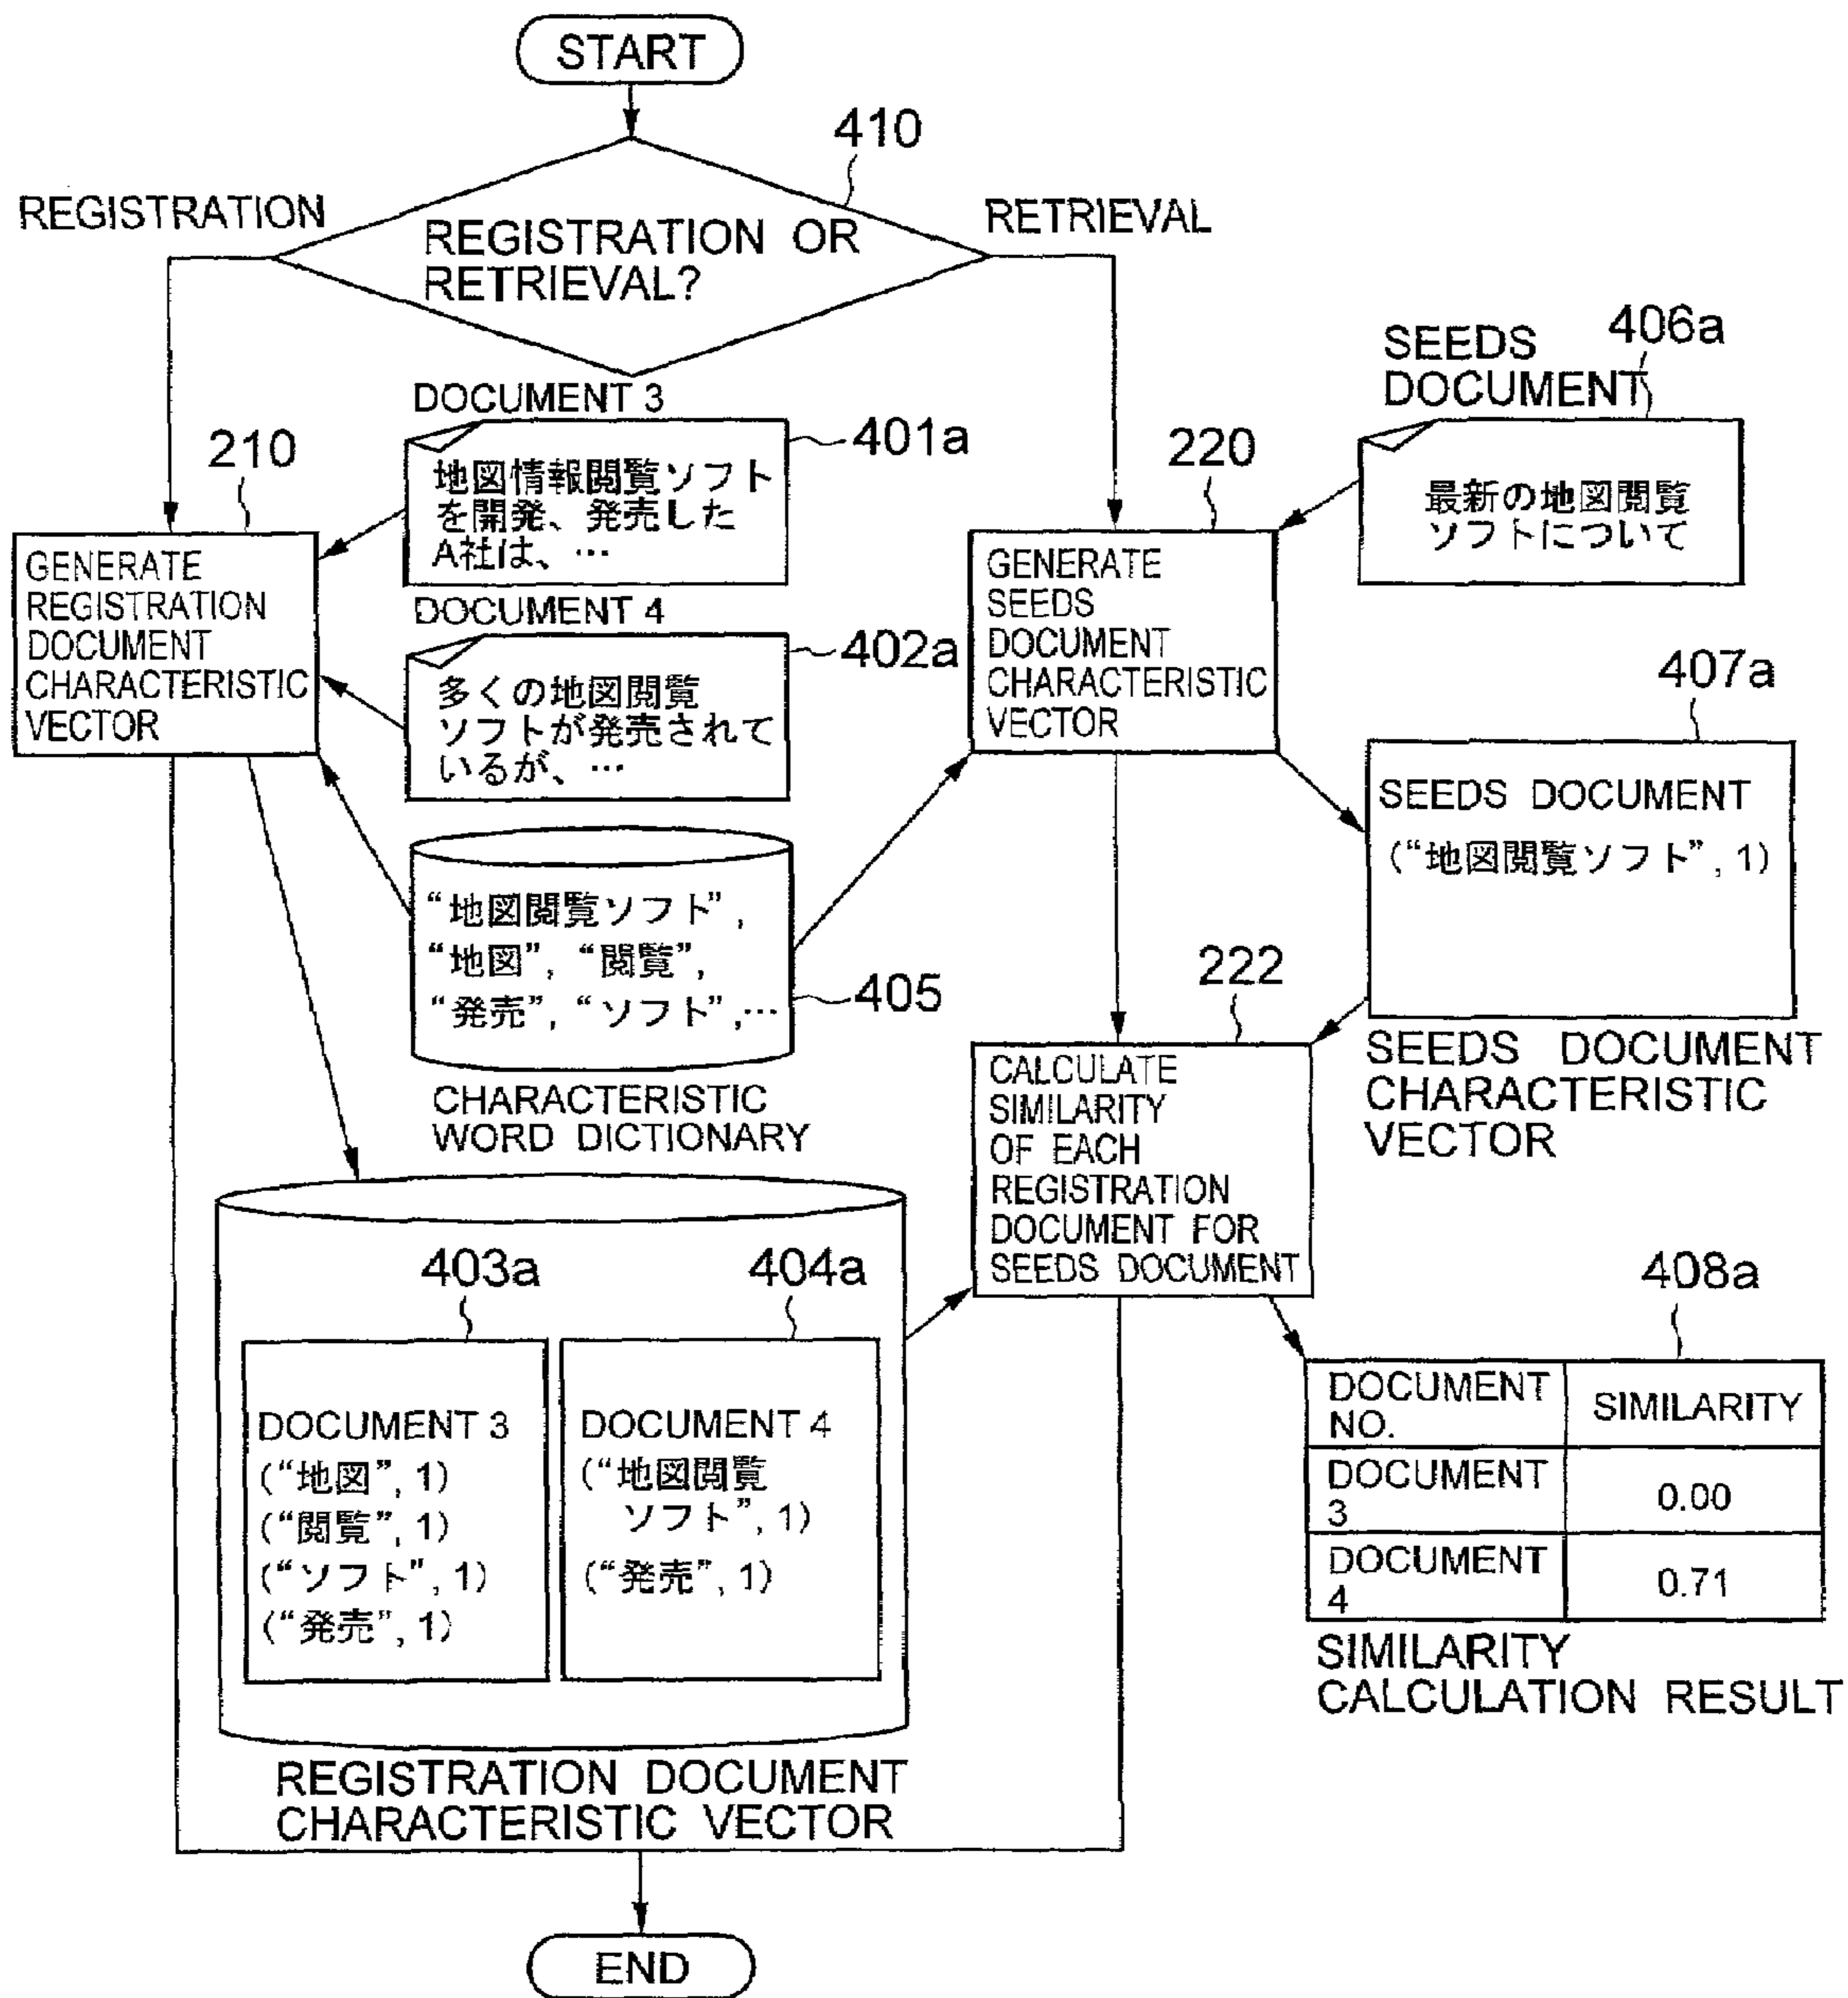 START
410
REGISTRATION
REGISTRATION OR
RETRIEVAL?
RETRIEVAL
210
GENERATE
REGISTRATION
DOCUMENT
CHARACTERISTIC
VECTOR
DOCUMENT 3
401a
地図情報閲覧ソフト
を開発、発売した
A社は、…
DOCUMENT 4
402a
多くの地図閲覧
ソフトが発売されて
いるが、…
“地図閲覧ソフト”,
“地図”, “閲覧”,
“発売”, “ソフト”,…
405
CHARACTERISTIC
WORD DICTIONARY
220
GENERATE
SEEDS
DOCUMENT
CHARACTERISTIC
VECTOR
SEEDS
DOCUMENT
406a
最新の地図閲覧
ソフトについて
407a
SEEDS DOCUMENT
(“地図閲覧ソフト”, 1)
SEEDS DOCUMENT
CHARACTERISTIC
VECTOR
222
CALCULATE
SIMILARITY
OF EACH
REGISTRATION
DOCUMENT FOR
SEEDS DOCUMENT
403a
DOCUMENT 3
(“地図”, 1)
(“閲覧”, 1)
(“ソフト”, 1)
(“発売”, 1)
404a
DOCUMENT 4
(“地図閲覧
ソフト”, 1)
(“発売”, 1)
REGISTRATION DOCUMENT
CHARACTERISTIC VECTOR
408a
DOCUMENT
NO.
SIMILARITY
DOCUMENT
3
0.00
DOCUMENT
4
0.71
SIMILARITY
CALCULATION RESULT
END